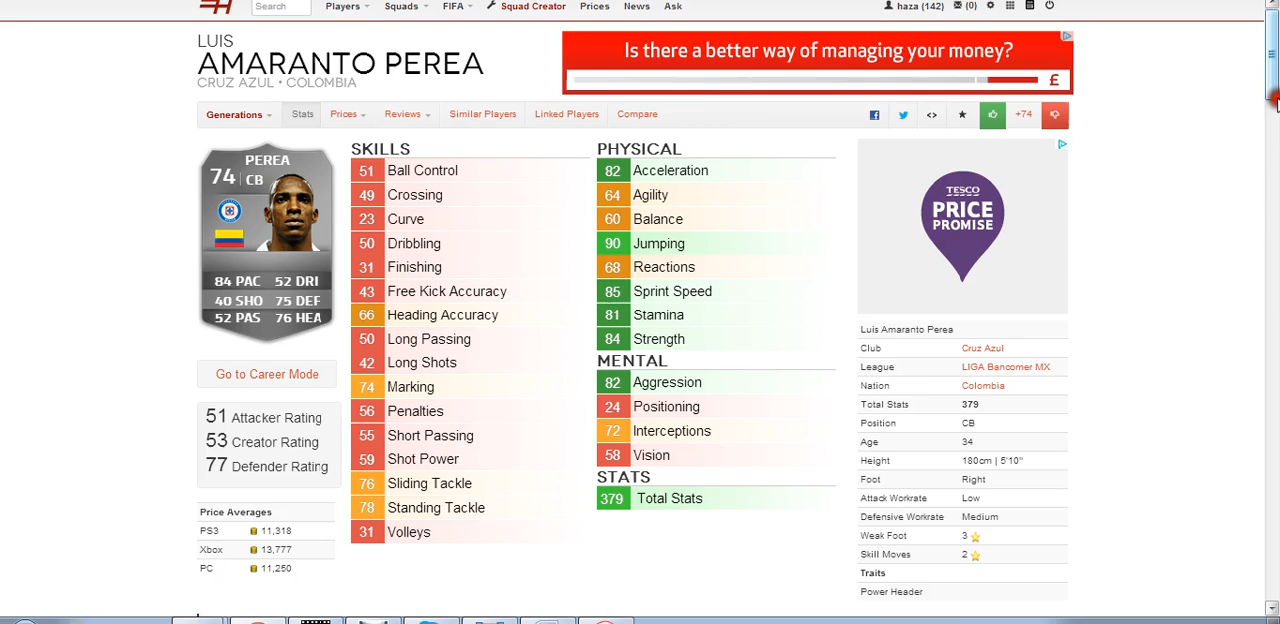 Search
Players
Squads
FIFA
Squad Creator
Prices
News
Ask
haza (142)
(0)
LUIS
AMARANTO PEREA
CRUZ AZUL • COLOMBIA
Is there a better way of managing your money?
£
Generations
Stats
Prices
Reviews
Similar Players
Linked Players
Compare
+74
PEREA
74 CB
84 PAC 52 DRI
40 SHO 75 DEF
52 PAS 76 HEA
Go to Career Mode
51 Attacker Rating
53 Creator Rating
77 Defender Rating
Price Averages
PS3 11,318
Xbox 13,777
PC 11,250
SKILLS
51 Ball Control
49 Crossing
23 Curve
50 Dribbling
31 Finishing
43 Free Kick Accuracy
66 Heading Accuracy
50 Long Passing
42 Long Shots
74 Marking
56 Penalties
55 Short Passing
59 Shot Power
76 Sliding Tackle
78 Standing Tackle
31 Volleys
PHYSICAL
82 Acceleration
64 Agility
60 Balance
90 Jumping
68 Reactions
85 Sprint Speed
81 Stamina
84 Strength
MENTAL
82 Aggression
24 Positioning
72 Interceptions
58 Vision
STATS
379 Total Stats
TESCO
PRICE
PROMISE
Luis Amaranto Perea
Club Cruz Azul
League LIGA Bancomer MX
Nation Colombia
Total Stats 379
Position CB
Age 34
Height 180cm | 5'10"
Foot Right
Attack Workrate Low
Defensive Workrate Medium
Weak Foot 3
Skill Moves 2
Traits
Power Header